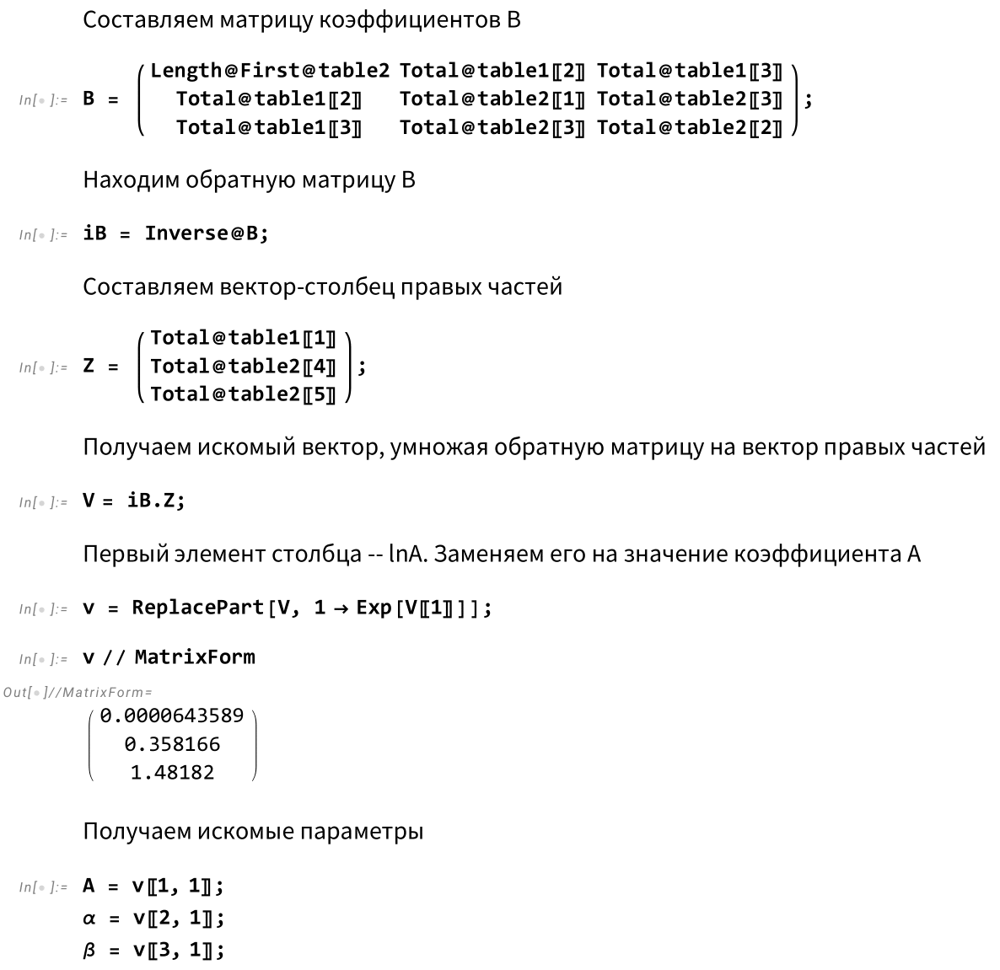 Составляем матрицу коэффициентов B
In[ ]:= B = ( Length@First@table2 Total@table1〚2〛 Total@table1〚3〛
Total@table1〚2〛 Total@table2〚1〛 Total@table2〚3〛
Total@table1〚3〛 Total@table2〚3〛 Total@table2〚2〛 );
Находим обратную матрицу B
In[ ]:= iB = Inverse@B;
Составляем вектор-столбец правых частей
In[ ]:= Z = ( Total@table1〚1〛
Total@table2〚4〛
Total@table2〚5〛 );
Получаем искомый вектор, умножая обратную матрицу на вектор правых частей
In[ ]:= V = iB.Z;
Первый элемент столбца -- lnA. Заменяем его на значение коэффициента A
In[ ]:= v = ReplacePart[V, 1 → Exp[V〚1〛]];
In[ ]:= v // MatrixForm
Out[ ]//MatrixForm=
( 0.0000643589
0.358166
1.48182 )
Получаем искомые параметры
In[ ]:= A = v〚1, 1〛;
α = v〚2, 1〛;
β = v〚3, 1〛;